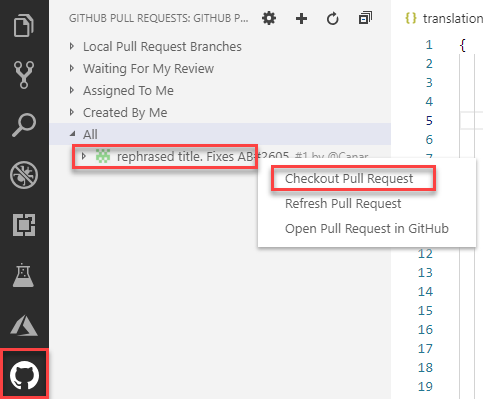 GITHUB PULL REQUESTS: GITHUB P...
{} translation
Local Pull Request Branches
Waiting For My Review
Assigned To Me
Created By Me
All
rephrased title. Fixes AB#2605 #1 by @Canar
Checkout Pull Request
Refresh Pull Request
Open Pull Request in GitHub
1 {
2
3
4
5
6
7
12
13
14
15
16
17
18
19